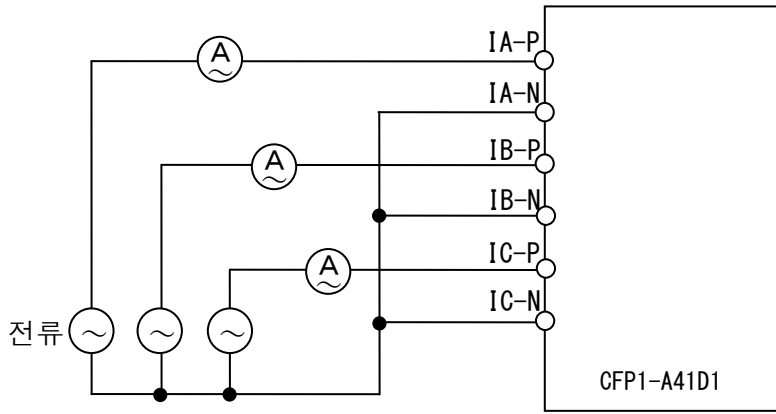 A
IA-P
IA-N
A
IB-P
IB-N
A
IC-P
IC-N
전류
CFP1-A41D1